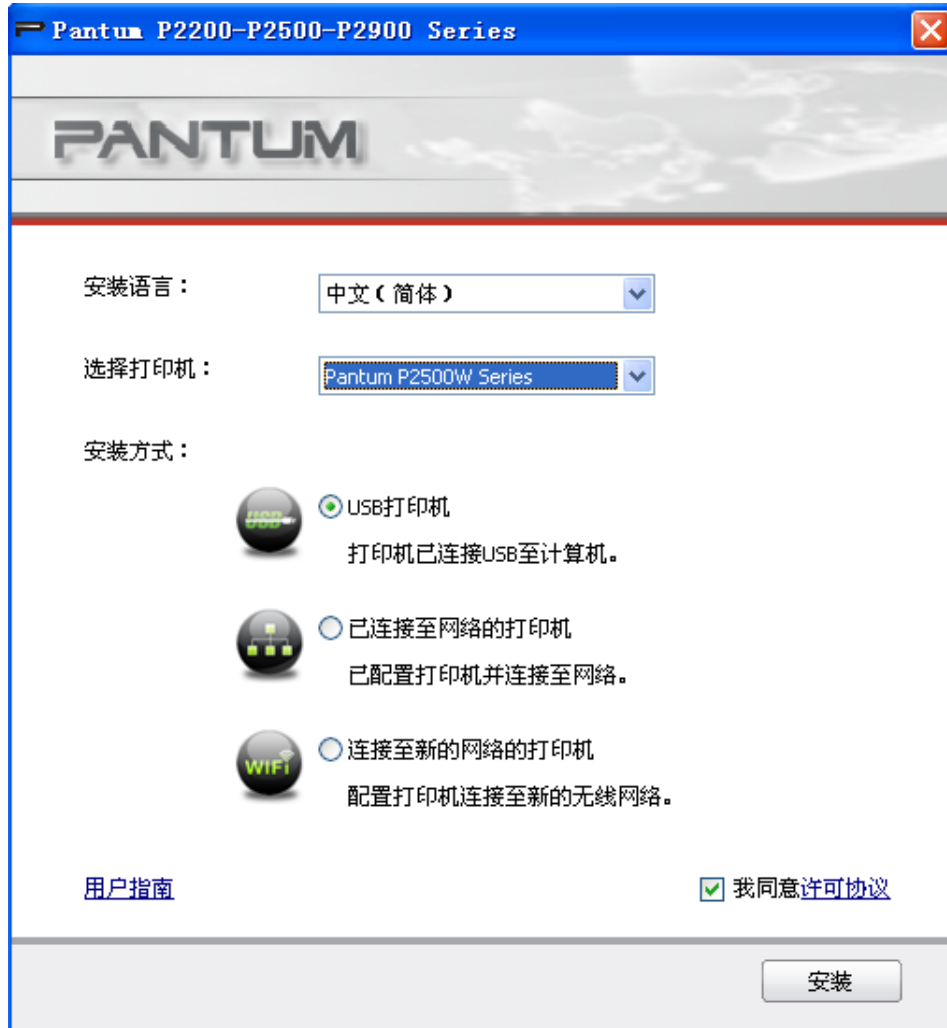 Pantum P2200-P2500-P2900 Series
PANTUM
安装语言：
中文（简体）
选择打印机：
Pantum P2500W Series
安装方式：
USB
USB打印机
打印机已连接USB至计算机。
已连接至网络的打印机
已配置打印机并连接至网络。
WiFi
连接至新的网络的打印机
配置打印机连接至新的无线网络。
用户指南
我同意许可协议
安装